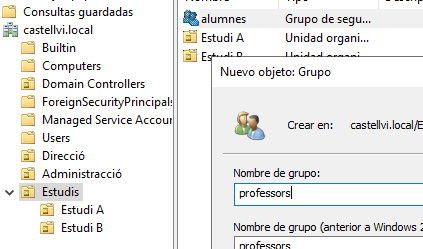 Consultas guardadas
castellvi.local
Builtin
Computers
Domain Controllers
ForeignSecurityPrincipals
Managed Service Accou
Users
Direcció
Administracció
Estudis
Estudi A
Estudi B
alumnes Grupo de segu...
Estudi A Unidad organi...
Estudi B Unidad organi...
Nuevo objeto: Grupo
Crear en: castellvi.local/E
Nombre de grupo:
professors
Nombre de grupo (anterior a Windows 2
professors